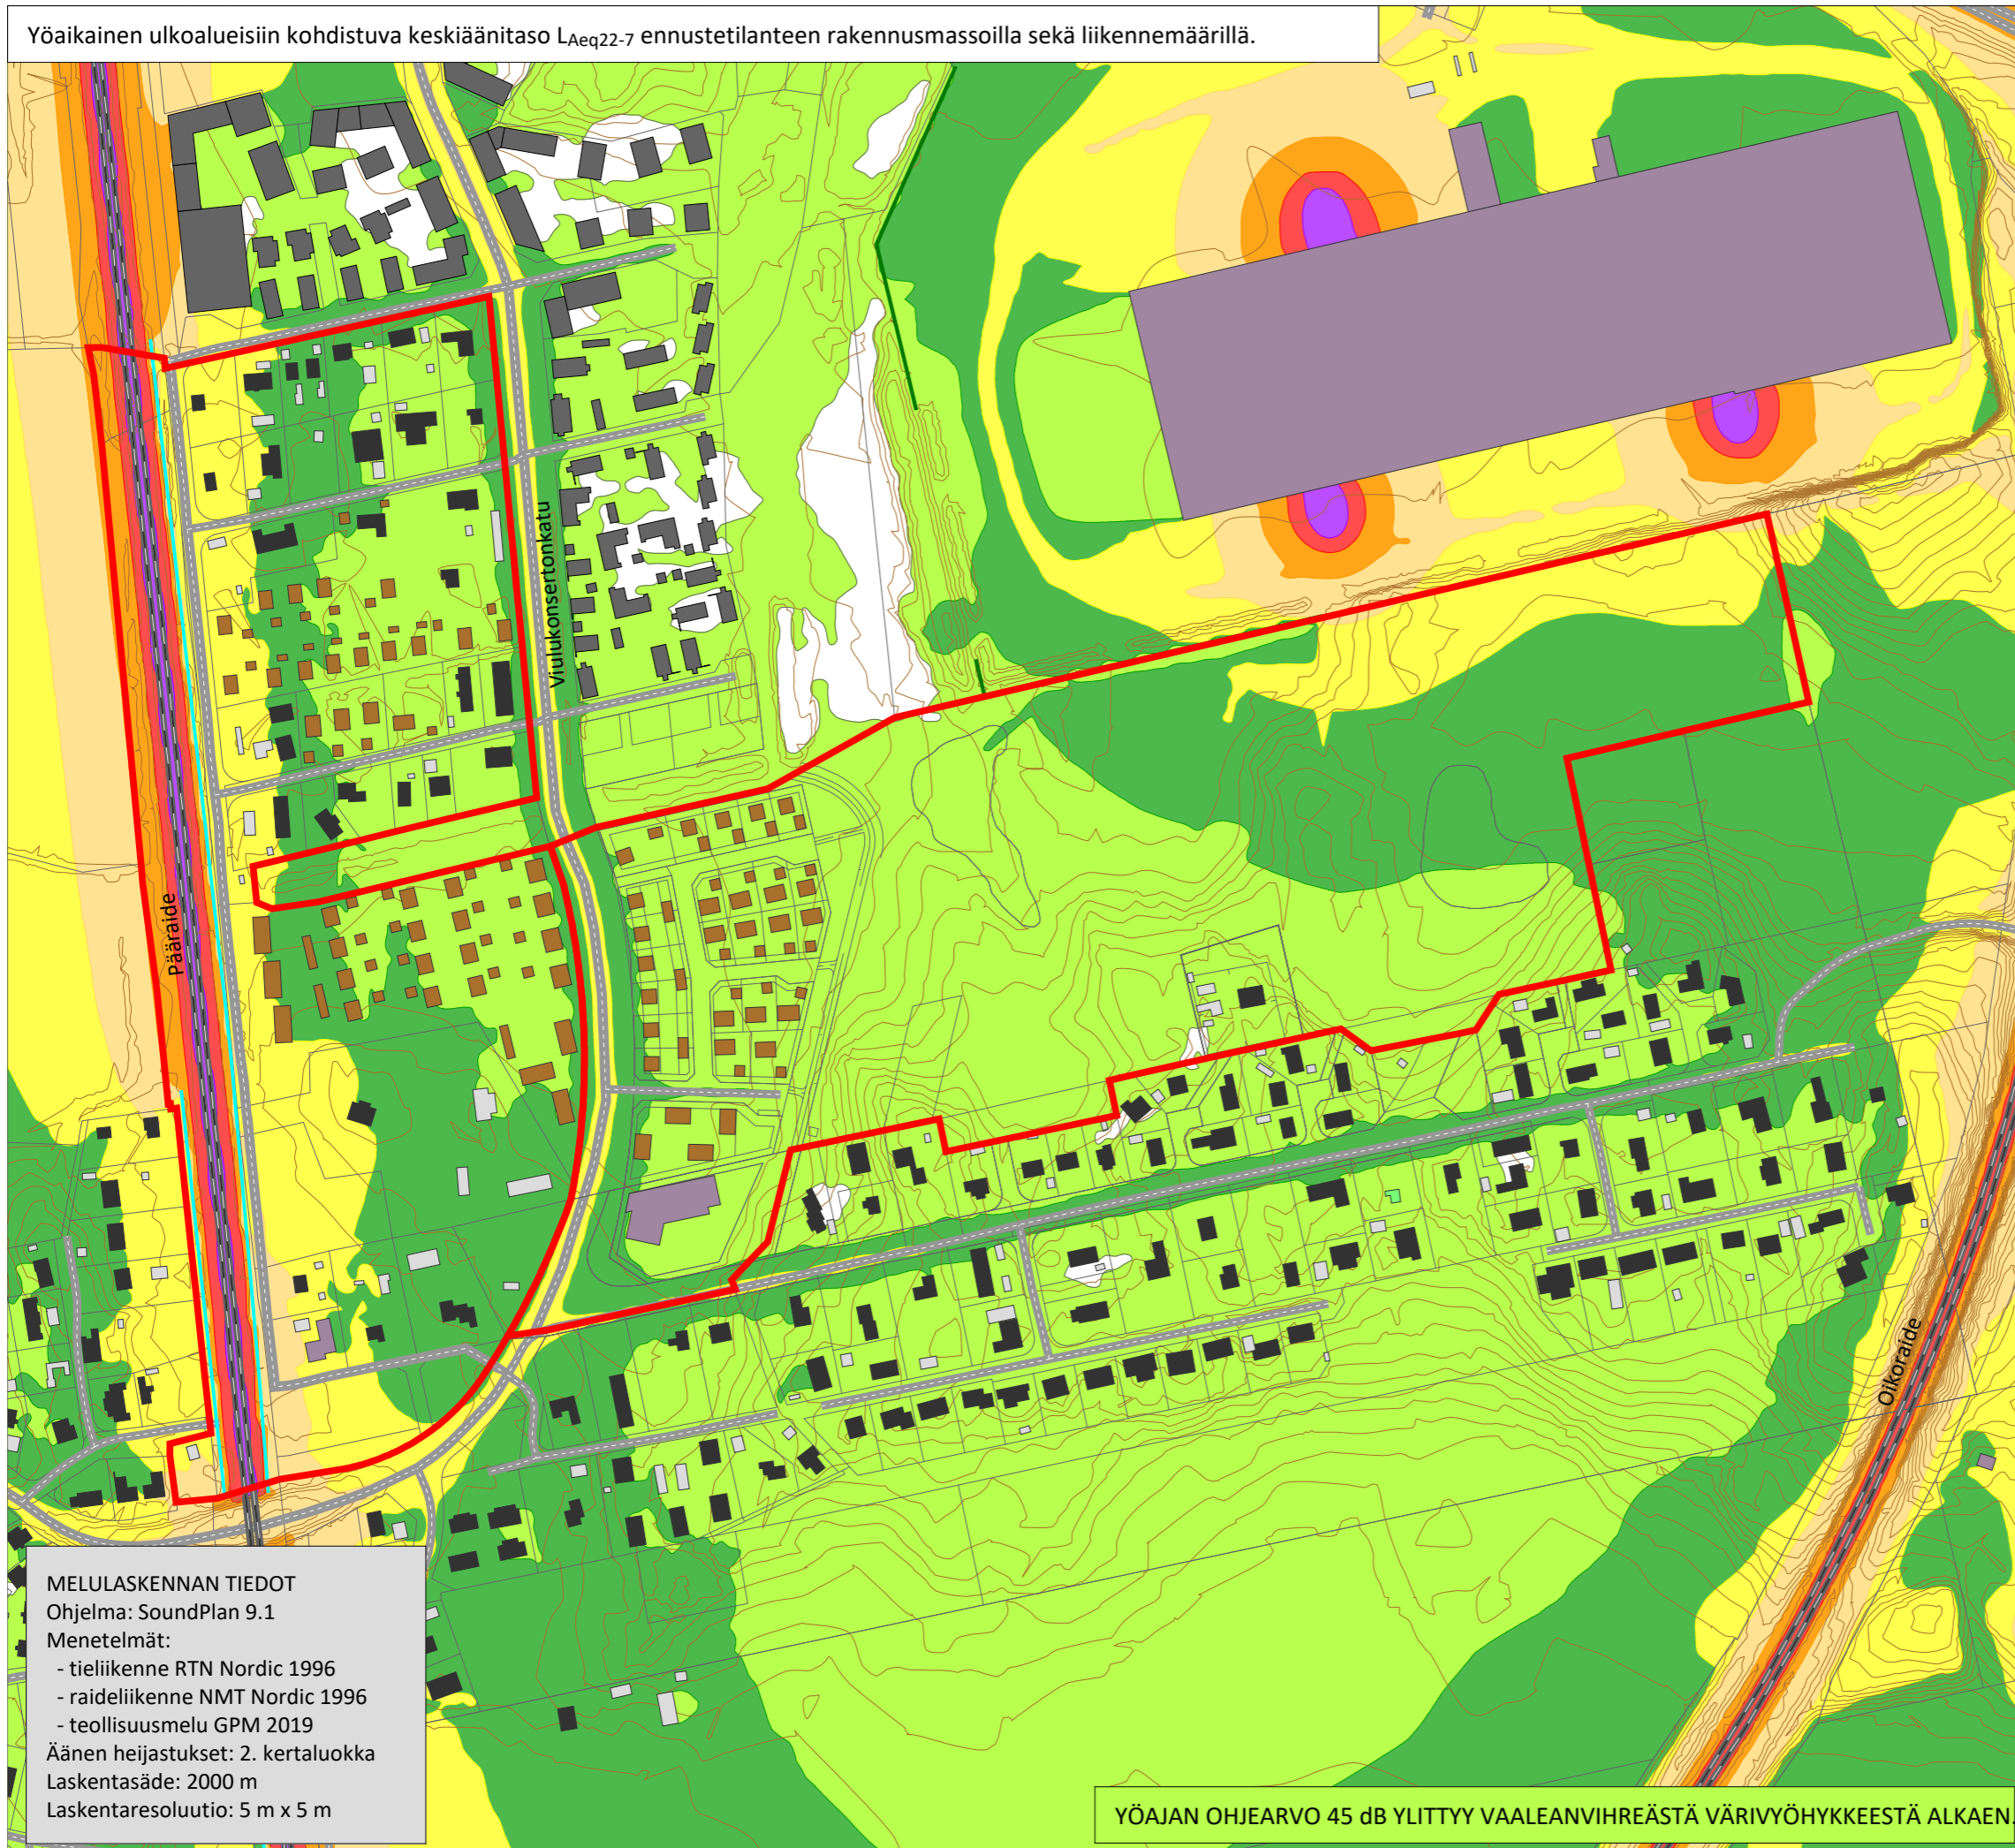 Yöaikainen ulkoalueisiin kohdistuva keskiäänitaso LAeq22-7 ennustetilanteen rakennusmassoilla sekä liikennemäärillä.
Viulukonsertonkatu
Pääraide
Oikoraide
MELULASKENNAN TIEDOT
Ohjelma: SoundPlan 9.1
Menetelmät:
- tieliikenne RTN Nordic 1996
- raideliikenne NMT Nordic 1996
- teollisuusmelu GPM 2019
Äänen heijastukset: 2. kertaluokka
Laskentasäde: 2000 m
Laskentaresoluutio: 5 m x 5 m
YÖAJAN OHJEARVO 45 dB YLITTYY VAALEANVIHREÄSTÄ VÄRIVYÖHYKKEESTÄ ALKAEN.